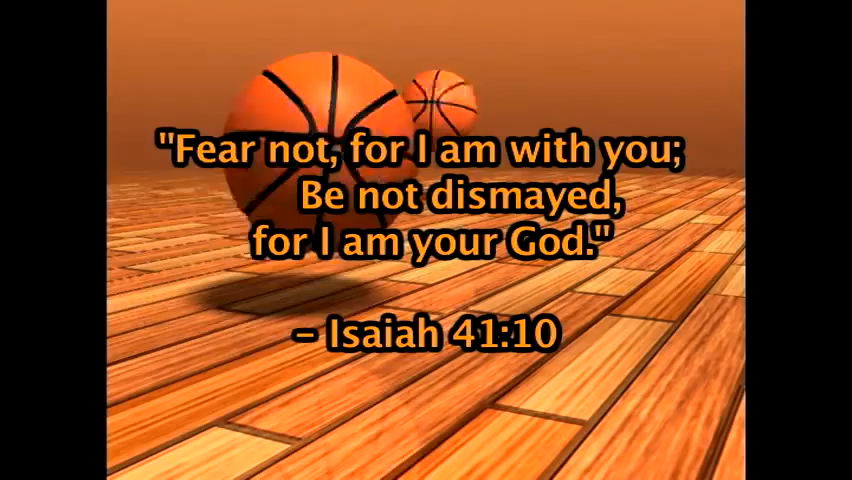 "Fear not, for I am with you;
Be not dismayed,
for I am your God."
– Isaiah 41:10